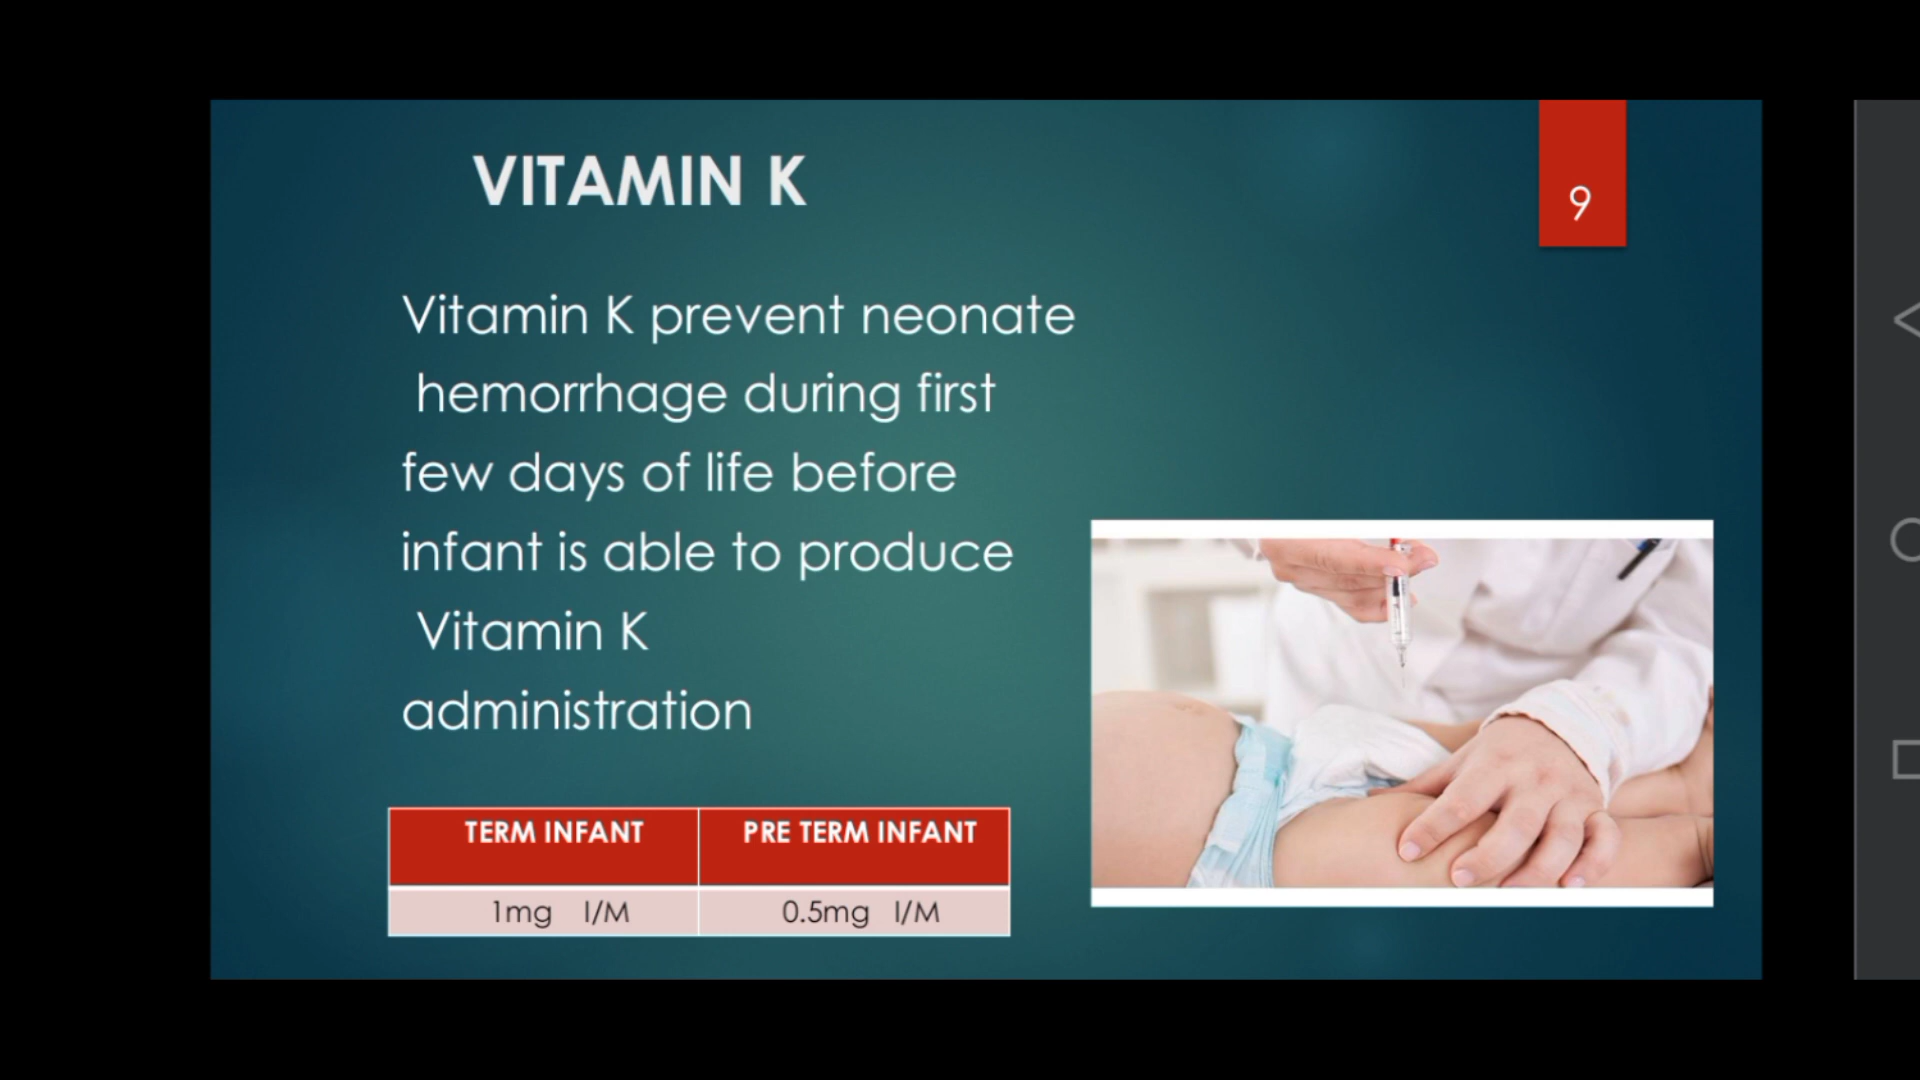 VITAMIN K
9
Vitamin K prevent neonate
hemorrhage during first
few days of life before
infant is able to produce
Vitamin K
administration
TERM INFANT PRE TERM INFANT
1mg I/M 0.5mg I/M